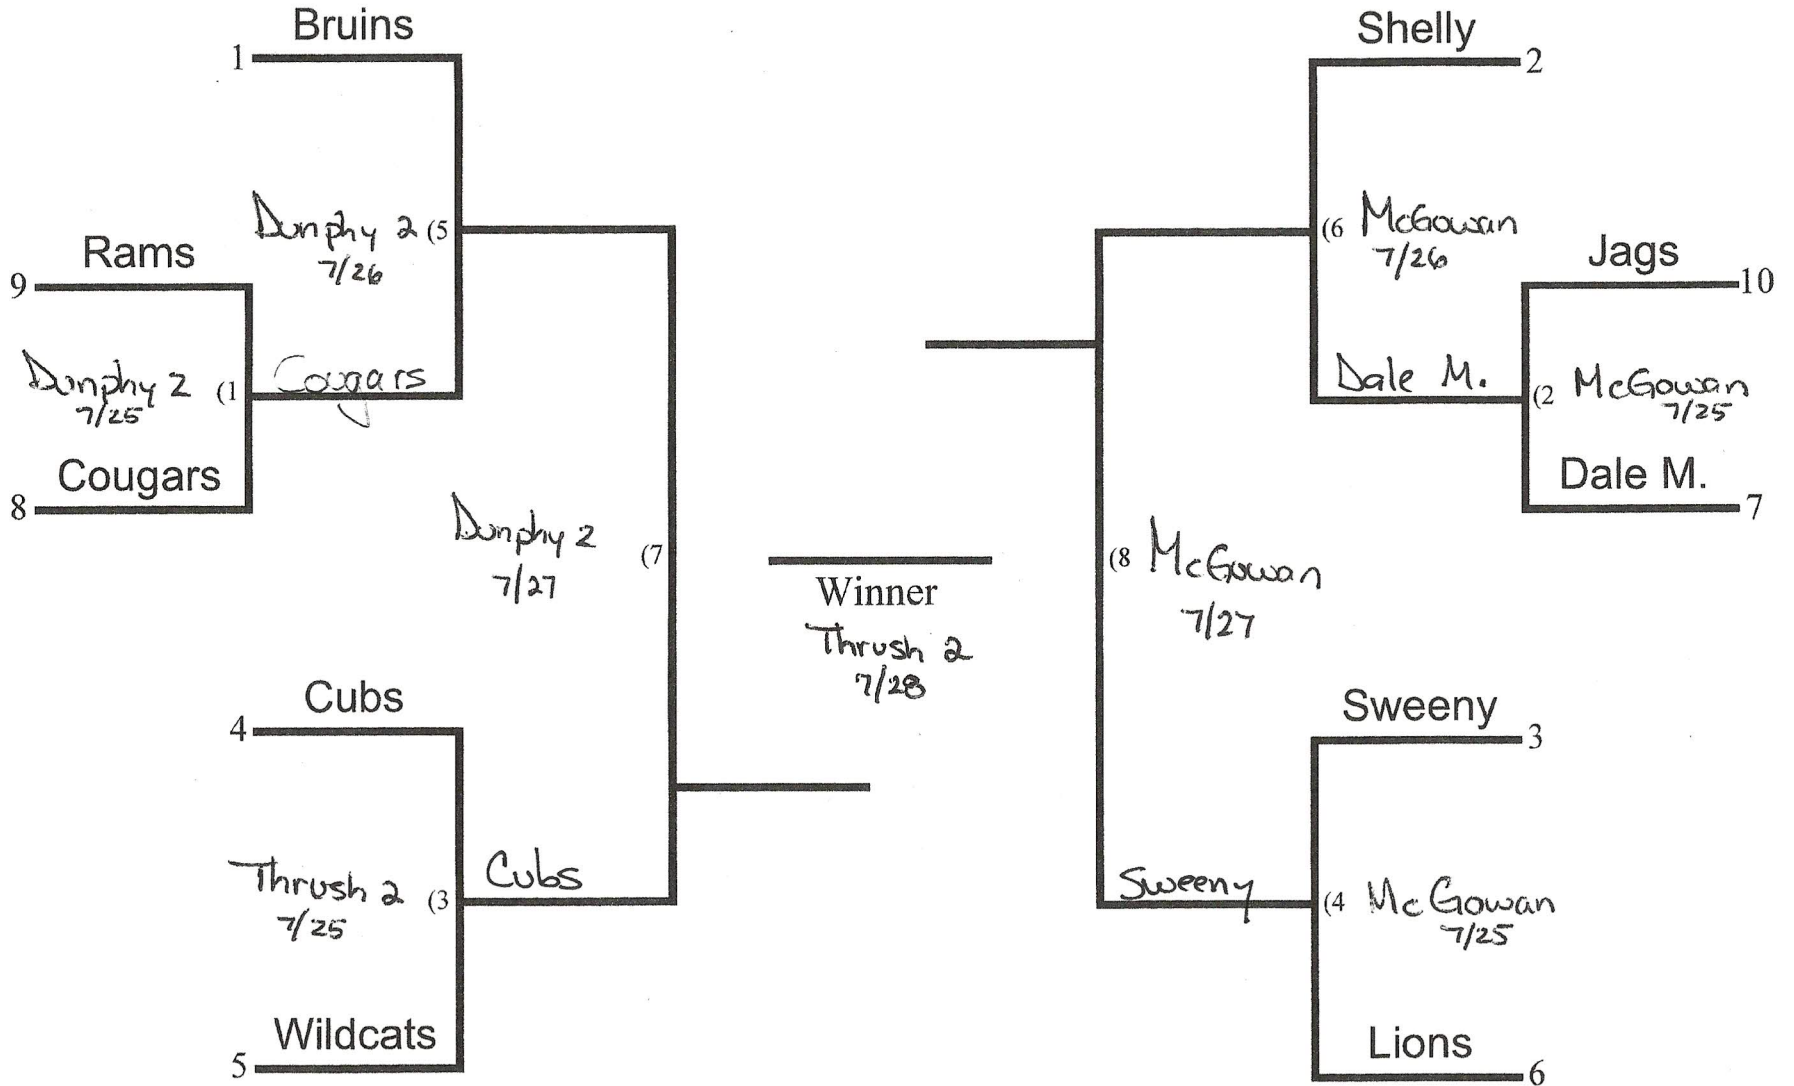 Bruins
1
Shelly
2
Dunphy 2 (5
7/26
(6 McGowan
7/26
Rams
9
Jags
10
Dunphy 2 (1
7/25
Cougars
Dale M.
(2 McGowan
7/25
Cougars
8
Dale M.
7
Dunphy 2 (7
7/27
Winner
Thrush 2
7/28
(8 McGowan
7/27
Cubs
4
Sweeny
3
Thrush 2 (3
7/25
Cubs
Sweeny
(4 McGowan
7/25
Wildcats
5
Lions
6